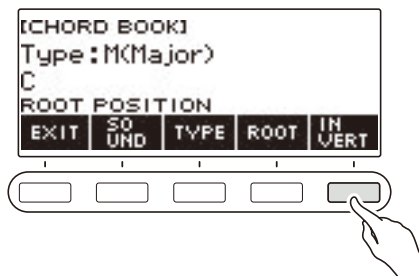 [CHORD BOOK]
Type:M(Major)
C
ROOT POSITION
EXIT SO UND TYPE ROOT IN VERT